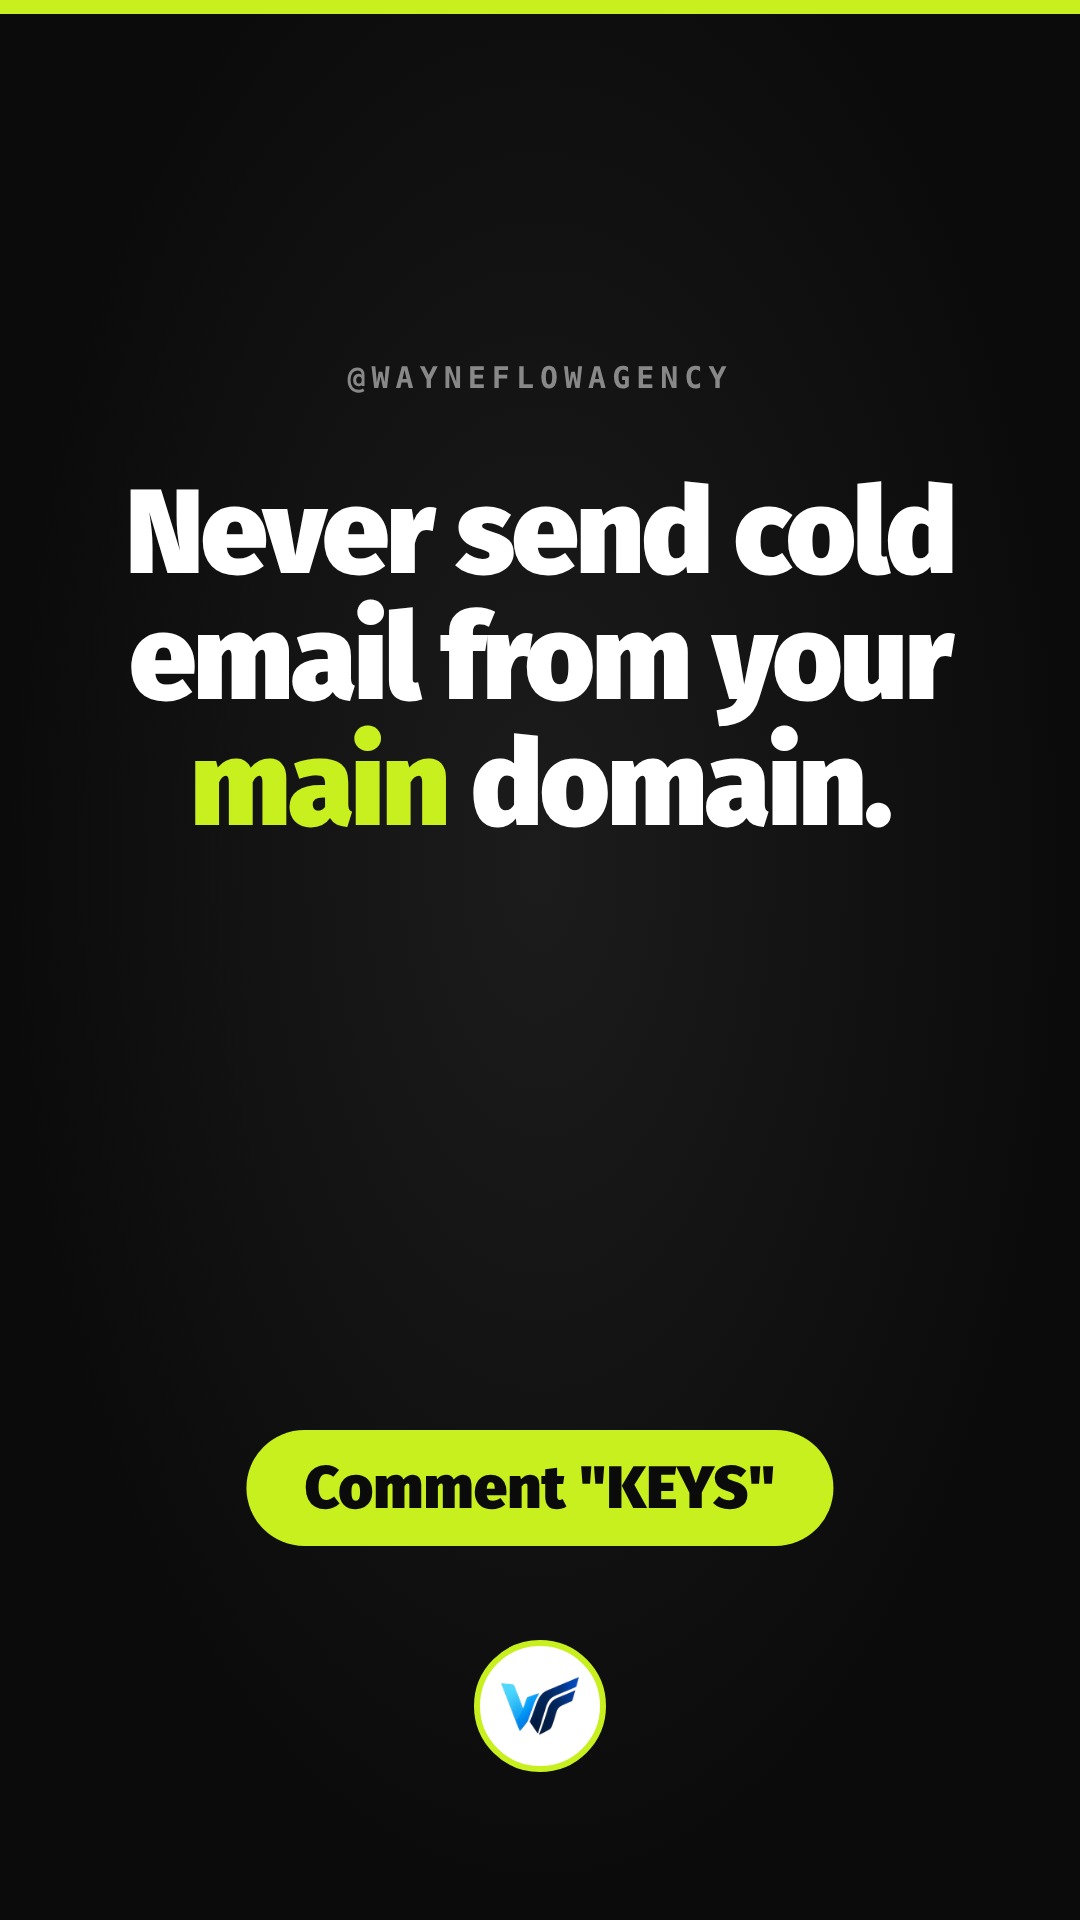 @WAYNEFLOWAGENCY
Never send cold
email from your
main domain.
Comment "KEYS"